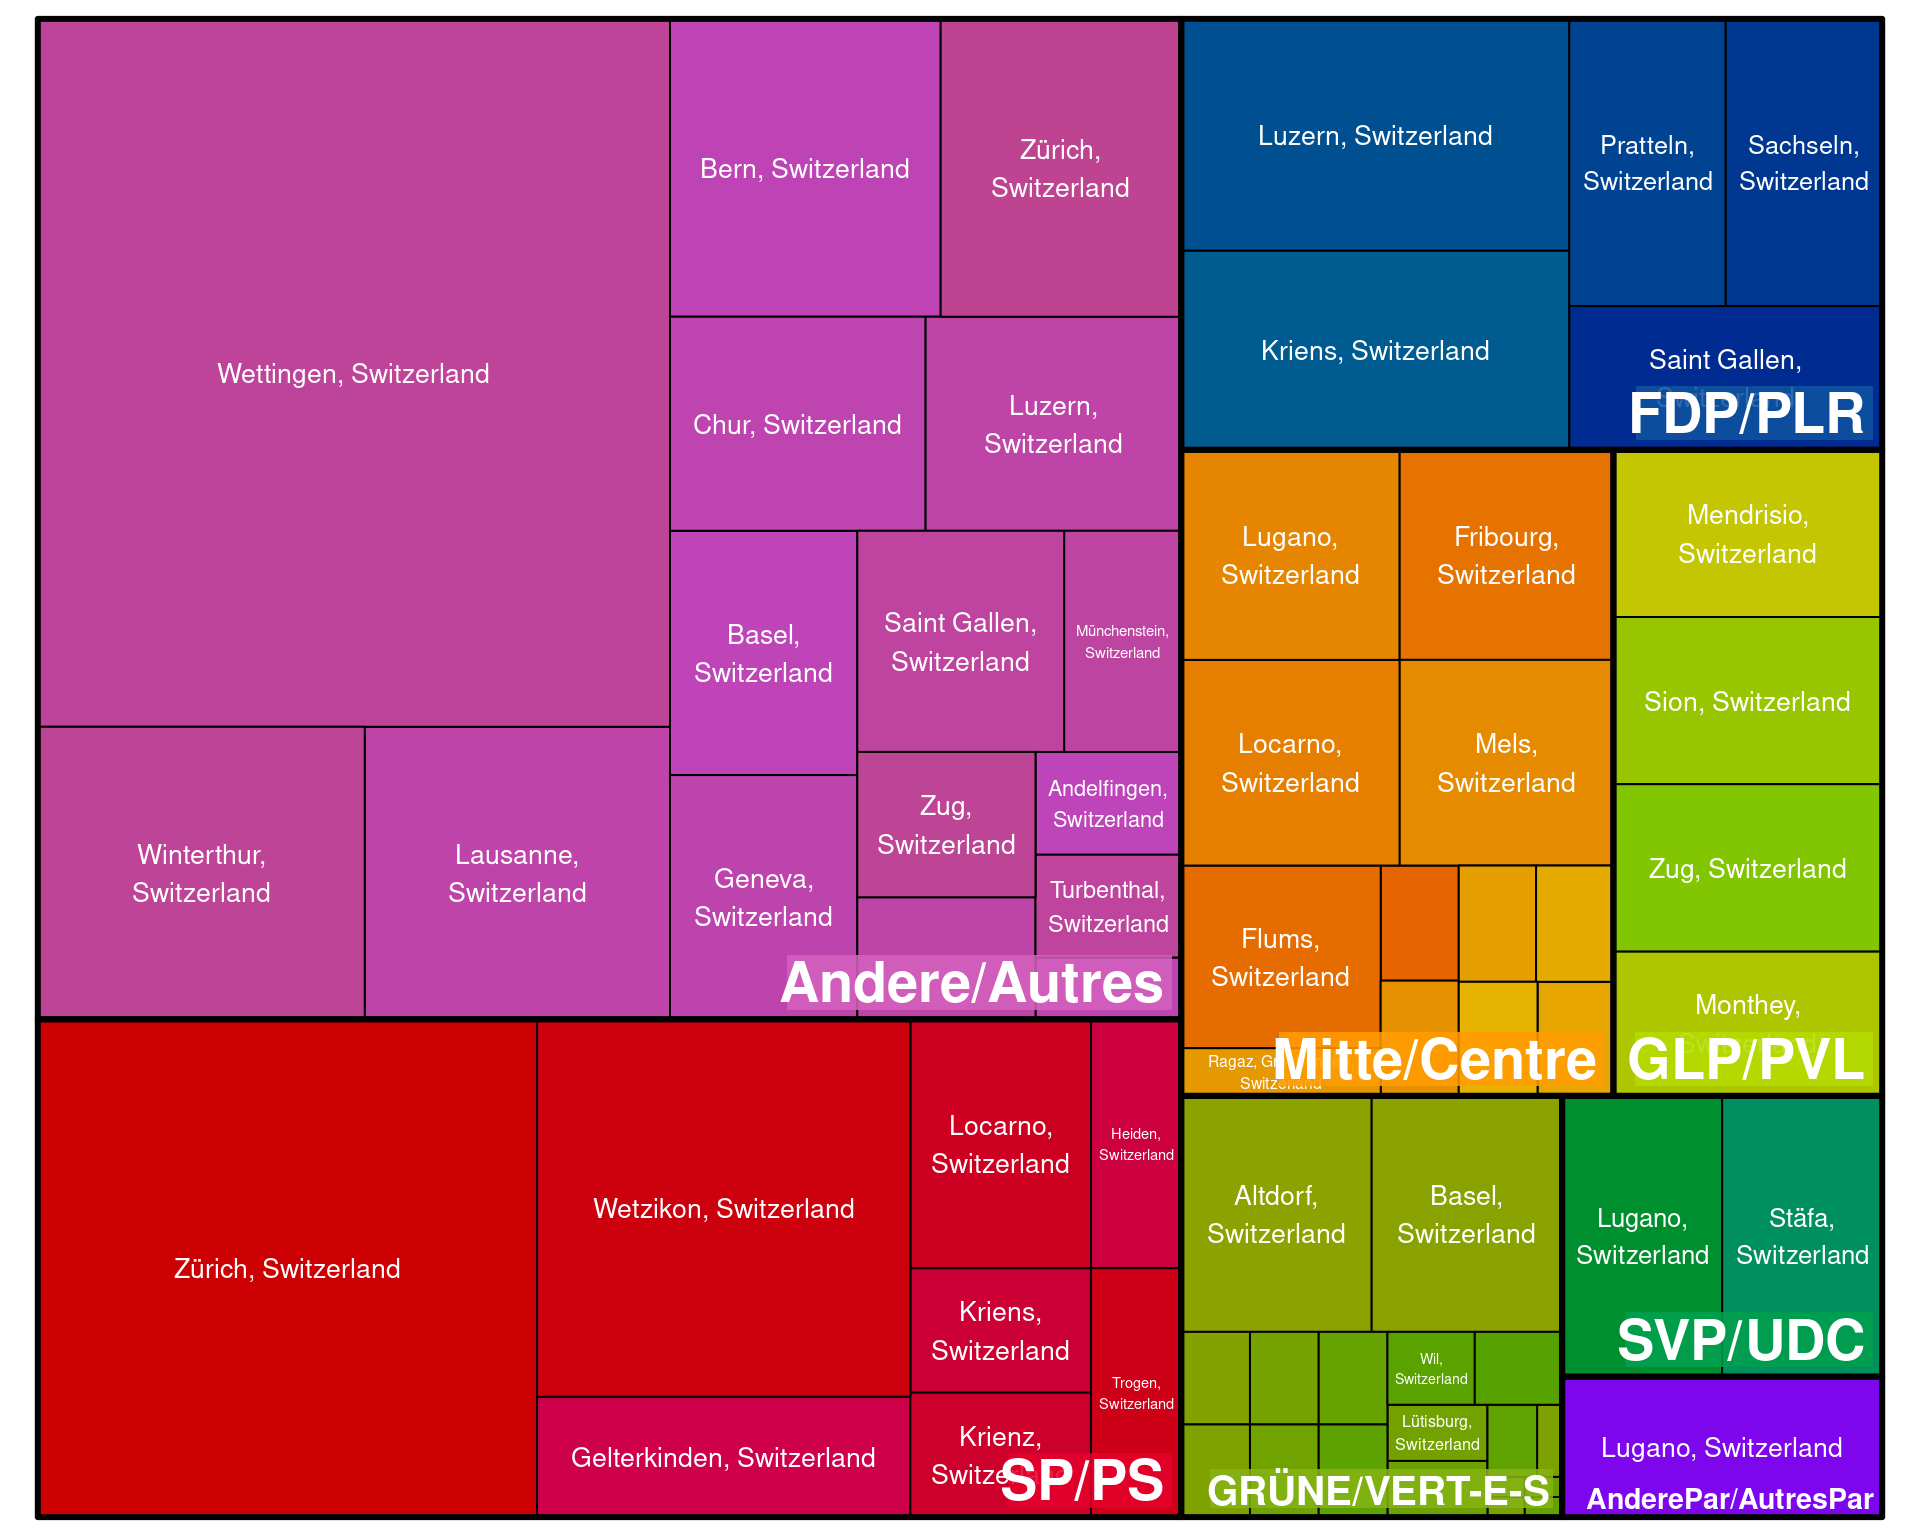 Wettingen, Switzerland
Bern, Switzerland
Zürich,
Switzerland
Chur, Switzerland
Luzern,
Switzerland
Basel,
Switzerland
Saint Gallen,
Switzerland
Münchenstein,
Switzerland
Zug,
Switzerland
Andelfingen,
Switzerland
Turbenthal,
Switzerland
Geneva,
Switzerland
Winterthur,
Switzerland
Lausanne,
Switzerland
Andere/Autres
Luzern, Switzerland
Pratteln,
Switzerland
Sachseln,
Switzerland
Kriens, Switzerland
Saint Gallen,
Switzerland
FDP/PLR
Lugano,
Switzerland
Fribourg,
Switzerland
Locarno,
Switzerland
Mels,
Switzerland
Flums,
Switzerland
Ragaz,
Switzerland
Mitte/Centre
Mendrisio,
Switzerland
Sion, Switzerland
Zug, Switzerland
Monthey,
Switzerland
GLP/PVL
Zürich, Switzerland
Wetzikon, Switzerland
Gelterkinden, Switzerland
Locarno,
Switzerland
Heiden,
Switzerland
Kriens,
Switzerland
Trogen,
Switzerland
Krienz,
Switzerland
SP/PS
Altdorf,
Switzerland
Basel,
Switzerland
Wil,
Switzerland
Lütisburg,
Switzerland
GRÜNE/VERT-E-S
Lugano,
Switzerland
Stäfa,
Switzerland
SVP/UDC
Lugano, Switzerland
AnderePar/AutresPar